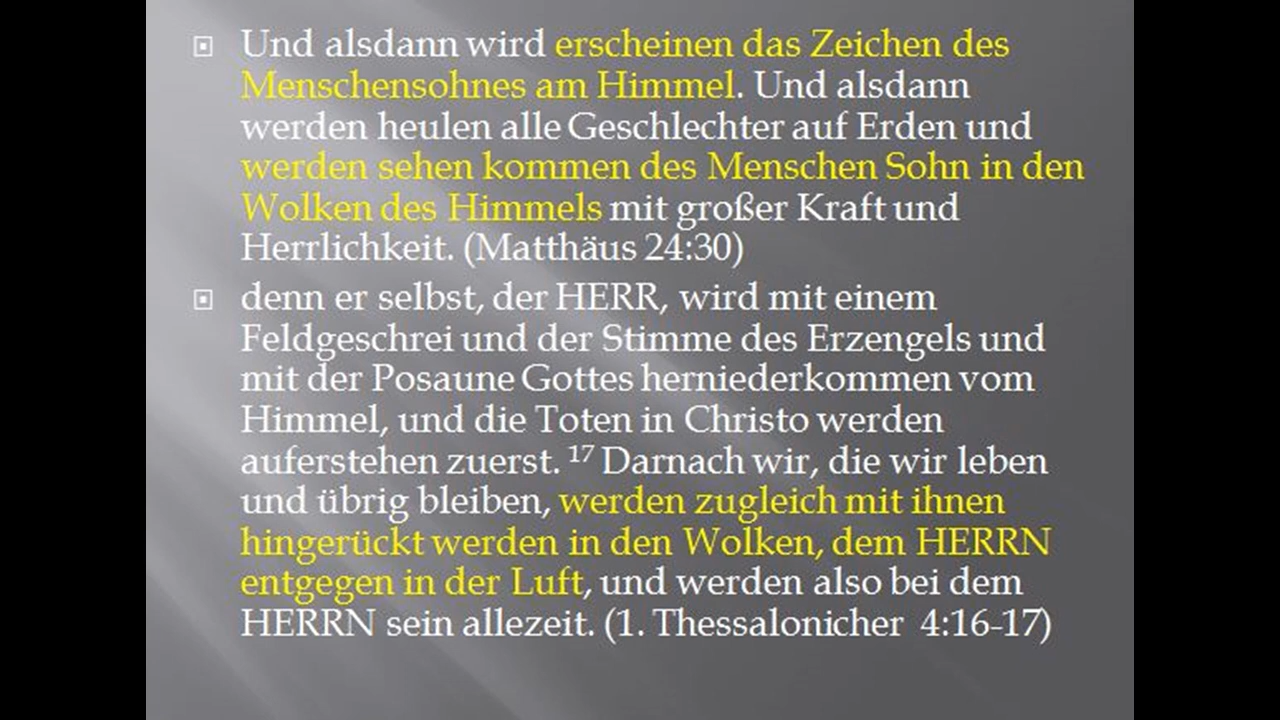 Und alsdann wird erscheinen das Zeichen des
Menschensohnes am Himmel. Und alsdann
werden heulen alle Geschlechter auf Erden und
werden sehen kommen des Menschen Sohn in den
Wolken des Himmels mit großer Kraft und
Herrlichkeit. (Matthäus 24:30)
denn er selbst, der HERR, wird mit einem
Feldgeschrei und der Stimme des Erzengels und
mit der Posaune Gottes herniederkommen vom
Himmel, und die Toten in Christo werden
auferstehen zuerst. ¹⁷ Darnach wir, die wir leben
und übrig bleiben, werden zugleich mit ihnen
hingerückt werden in den Wolken, dem HERRN
entgegen in der Luft, und werden also bei dem
HERRN sein allezeit. (1. Thessalonicher 4:16-17)